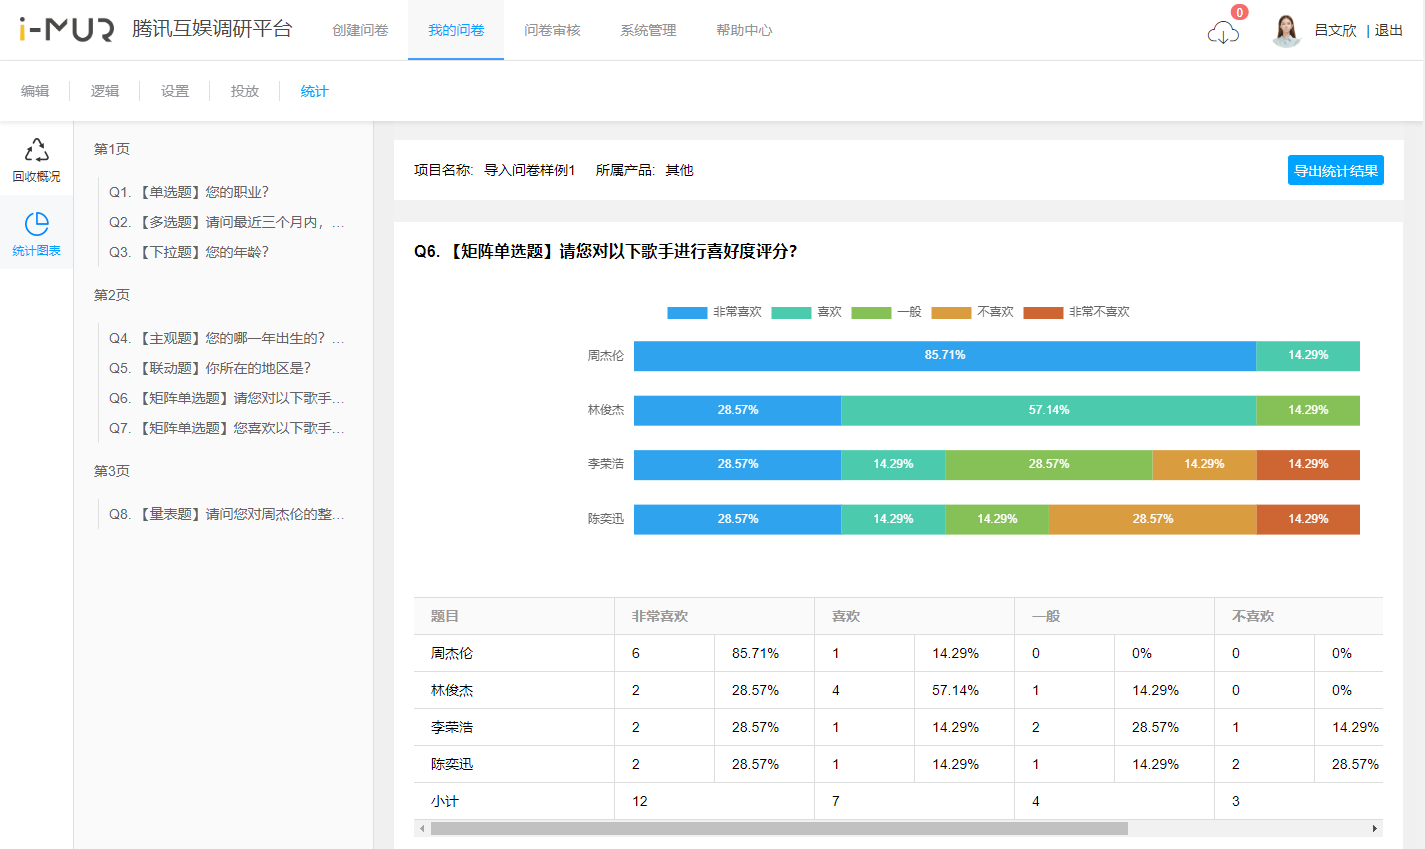 i-MUR 腾讯互娱调研平台 创建问卷 我的问卷 问卷审核 系统管理 帮助中心 0 吕文欣 | 退出
编辑 逻辑 设置 投放 统计
回收概况
统计图表
第1页
Q1. 【单选题】您的职业?
Q2. 【多选题】请问最近三个月内，...
Q3. 【下拉题】您的年龄?
第2页
Q4. 【主观题】您的哪一年出生的? ...
Q5. 【联动题】你所在的地区是?
Q6. 【矩阵单选题】请您对以下歌手...
Q7. 【矩阵单选题】您喜欢以下歌手...
第3页
Q8. 【量表题】请问您对周杰伦的整...
项目名称: 导入问卷样例1 所属产品: 其他 导出统计结果
Q6. 【矩阵单选题】请您对以下歌手进行喜好度评分?
非常喜欢 喜欢 一般 不喜欢 非常不喜欢
周杰伦 85.71% 14.29%
林俊杰 28.57% 57.14% 14.29%
李荣浩 28.57% 14.29% 28.57% 14.29% 14.29%
陈奕迅 28.57% 14.29% 14.29% 28.57% 14.29%
题目 非常喜欢 喜欢 一般 不喜欢
周杰伦 6 85.71% 1 14.29% 0 0% 0 0%
林俊杰 2 28.57% 4 57.14% 1 14.29% 0 0%
李荣浩 2 28.57% 1 14.29% 2 28.57% 1 14.29%
陈奕迅 2 28.57% 1 14.29% 1 14.29% 2 28.57%
小计 12 7 4 3